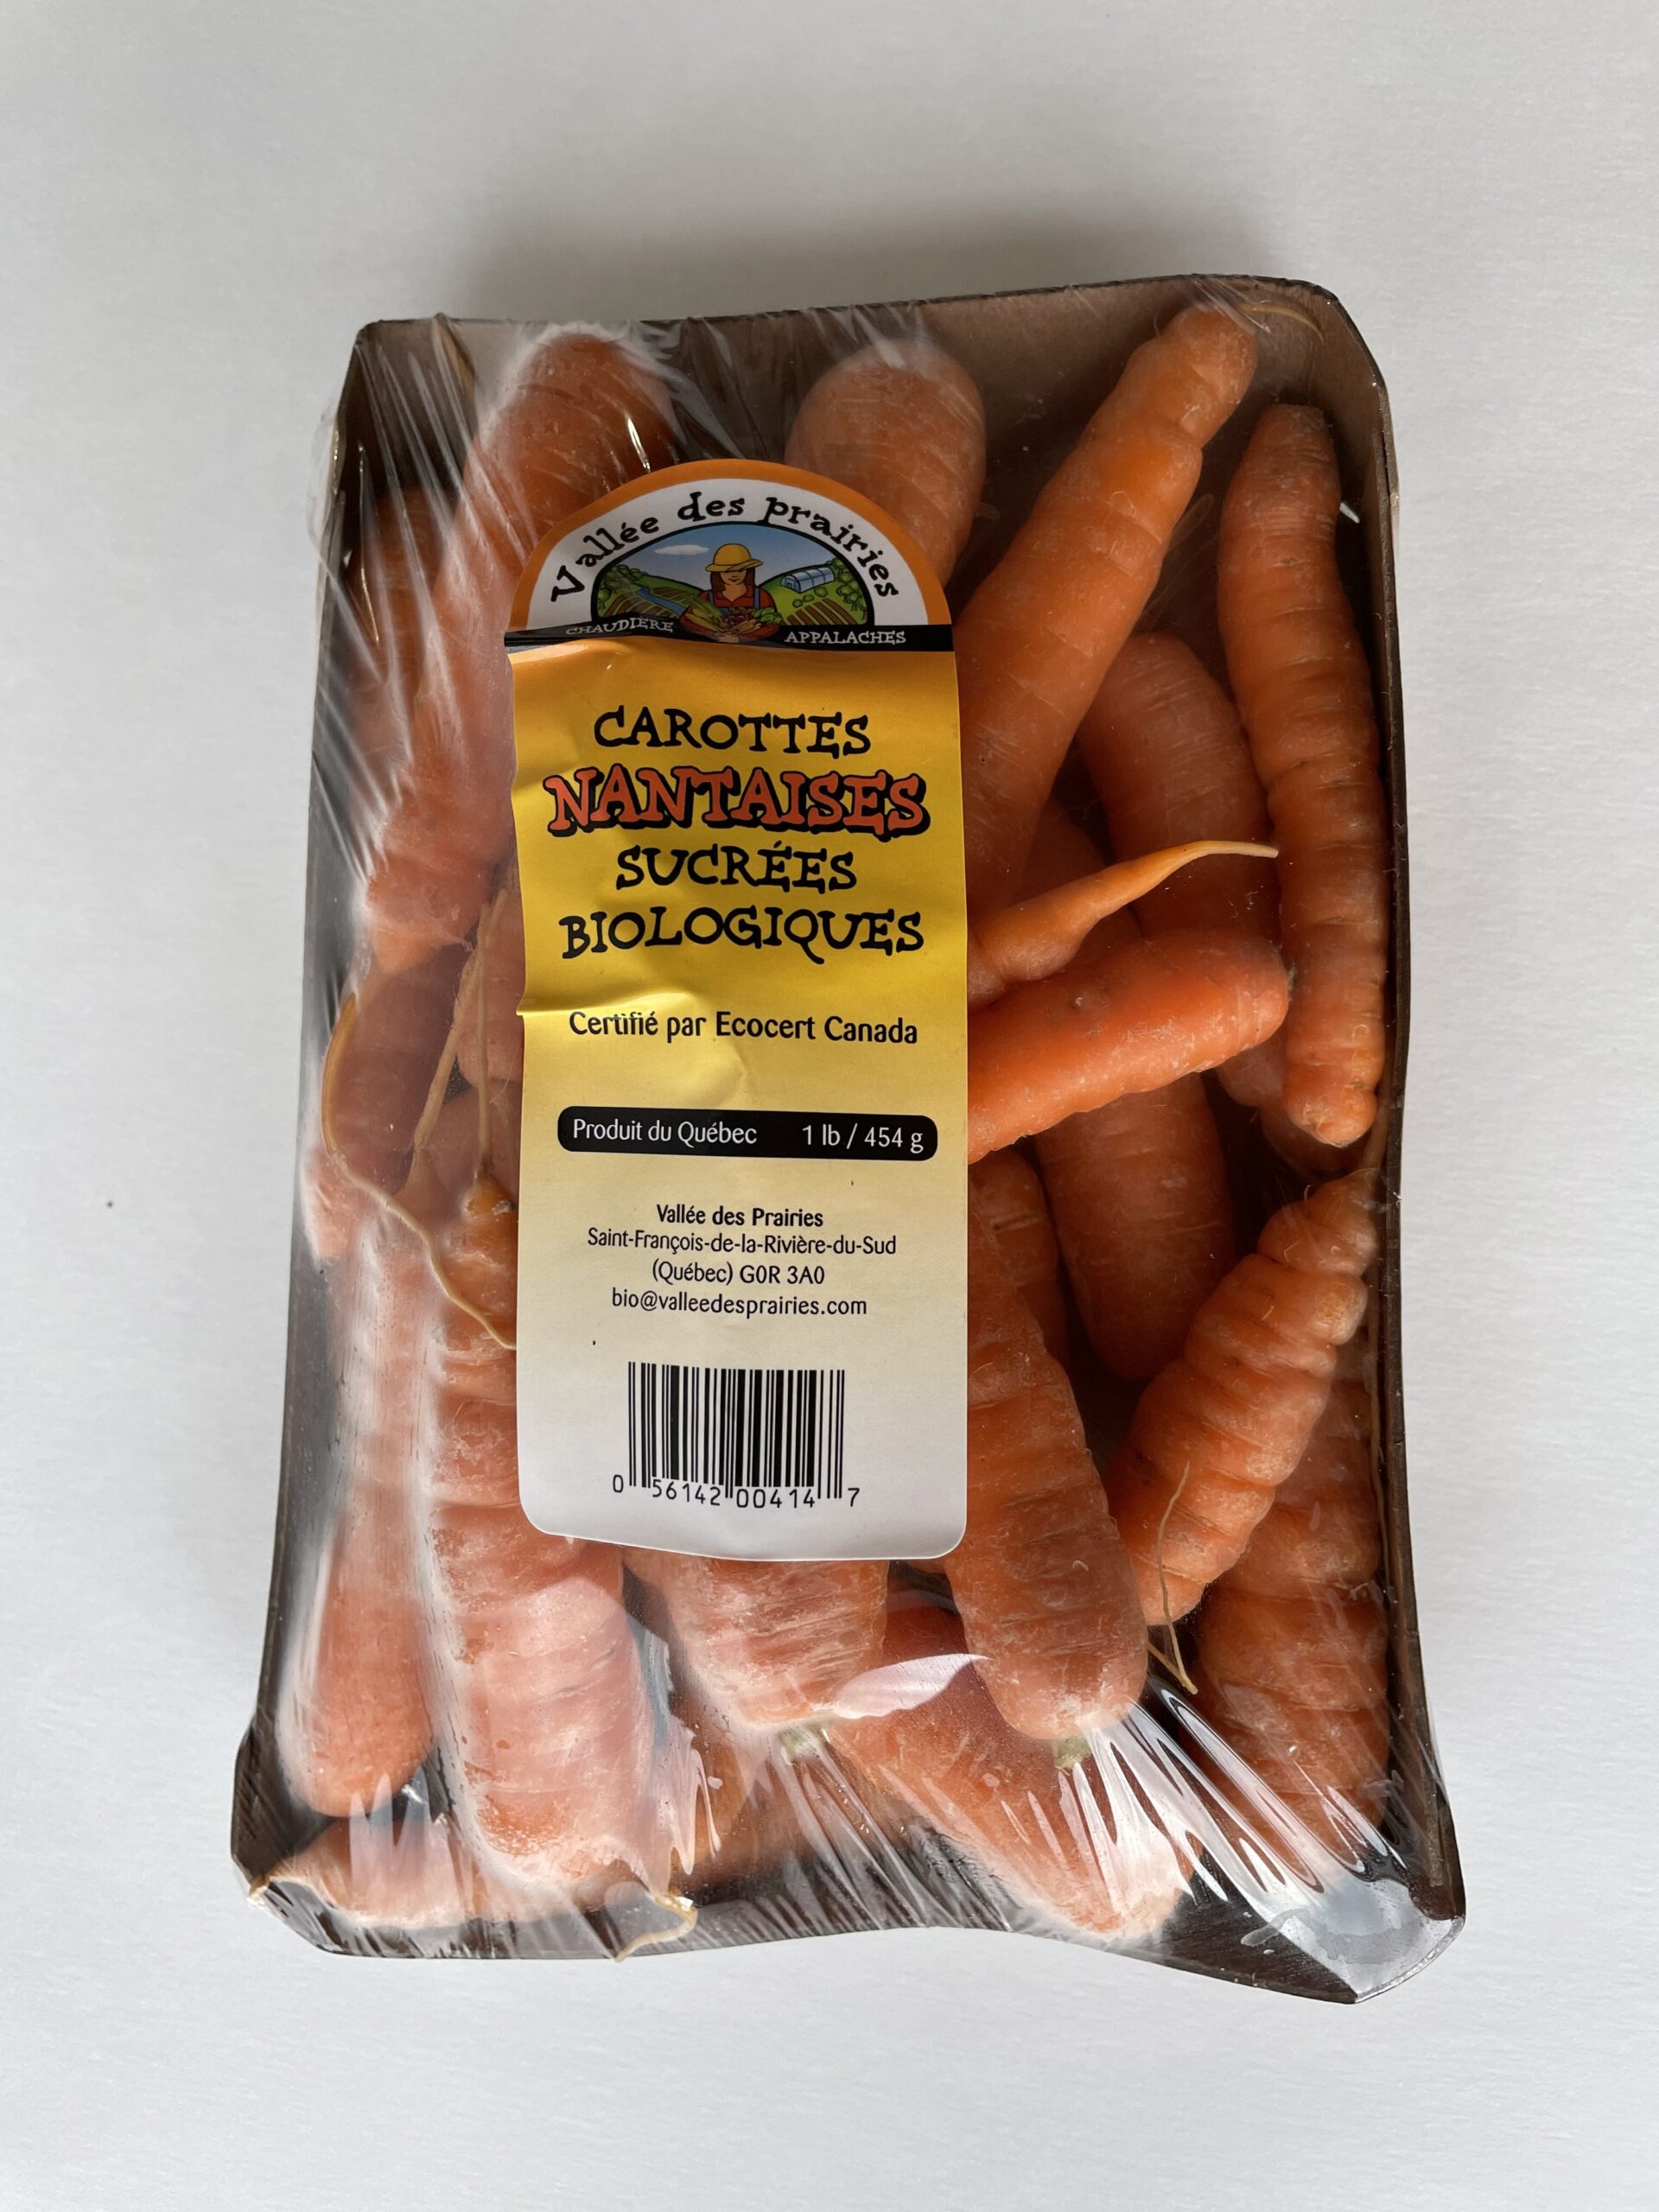 Vallée des prairies
CHAUDIÈRE APPALACHES
CAROTTES
NANTAISES
SUCRÉES
BIOLOGIQUES
Certifié par Ecocert Canada
Produit du Québec 1 lb / 454 g
Vallée des Prairies
Saint-François-de-la-Rivière-du-Sud
(Québec) G0R 3A0
bio@valleedesprairies.com
0 56142 00414 7